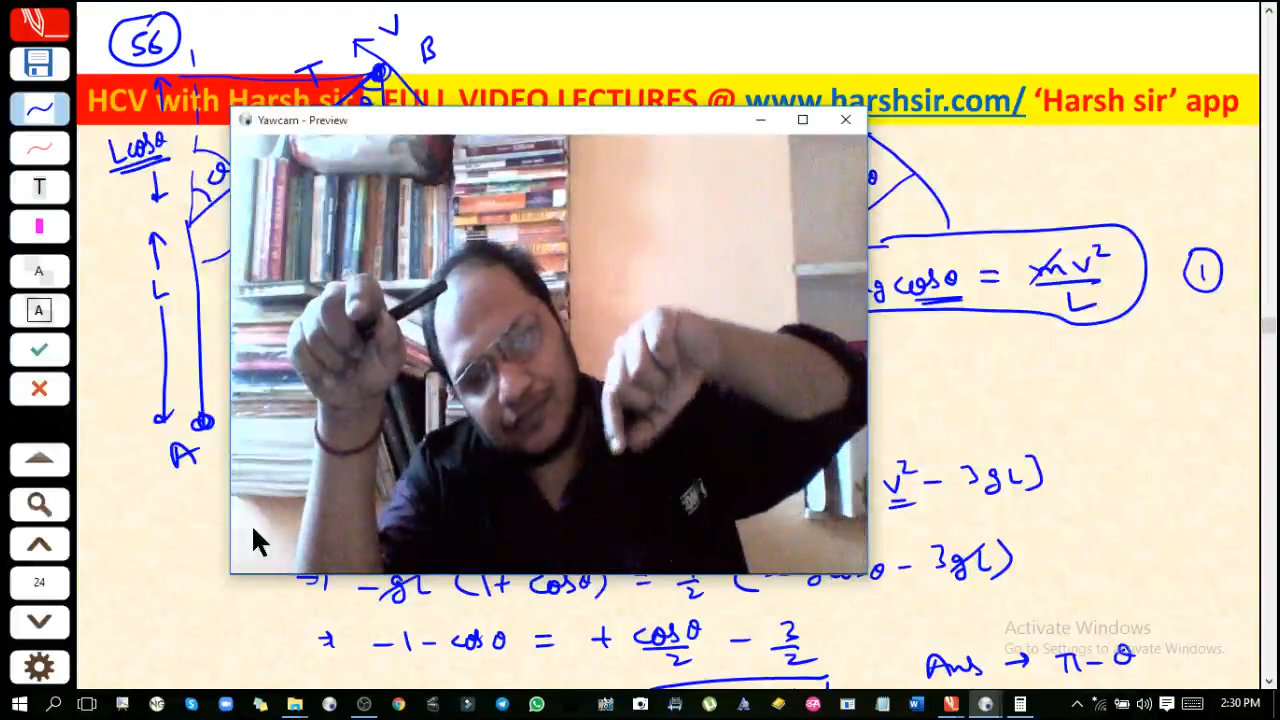 56
V
B
T
HCV with Harsh sir
FULL VIDEO LECTURES @ www.harshsir.com/ 'Harsh sir' app
Yawcam - Preview
Lcosθ
θ
L
A
g cosθ = mv²/L
1
v² - 3gL]
-gL (1 + cosθ) = 1/2 ( - 3gL)
⇒ -1 - cosθ = + cosθ/2 - 3/2
Ans → π - θ
T
A
A
24
Activate Windows
Go to Settings to activate Windows.
2:30 PM